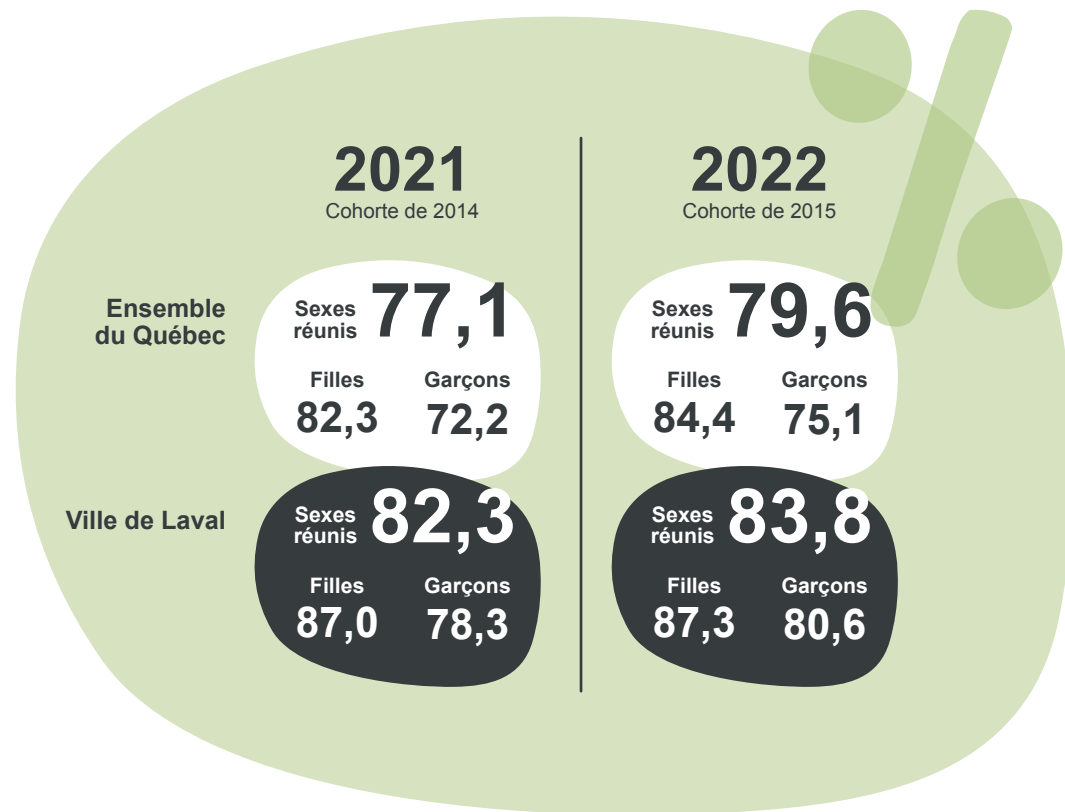 %
2021
Cohorte de 2014
2022
Cohorte de 2015
Ensemble
du Québec
Sexes
réunis
77,1
Filles
82,3
Garçons
72,2
Sexes
réunis
79,6
Filles
84,4
Garçons
75,1
Ville de Laval
Sexes
réunis
82,3
Filles
87,0
Garçons
78,3
Sexes
réunis
83,8
Filles
87,3
Garçons
80,6